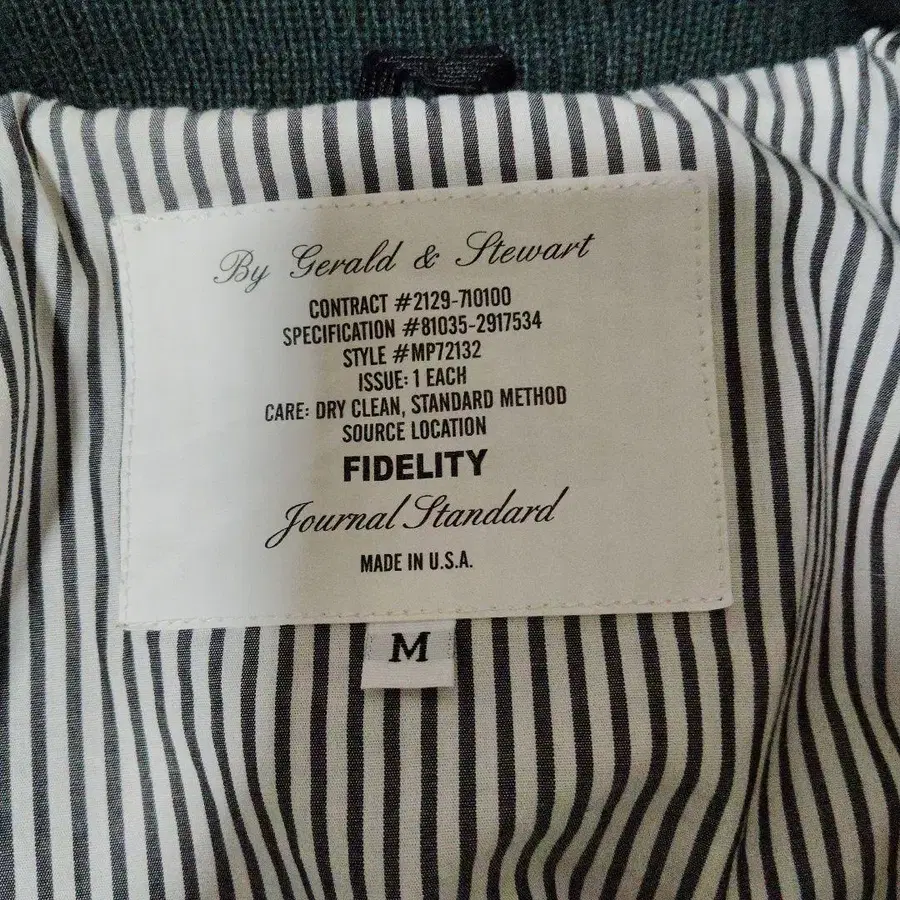 By Gerald & Stewart
CONTRACT #2129-710100
SPECIFICATION #81035-2917534
STYLE #MP72132
ISSUE: 1 EACH
CARE: DRY CLEAN, STANDARD METHOD
SOURCE LOCATION
FIDELITY
Journal Standard
MADE IN U.S.A.
M